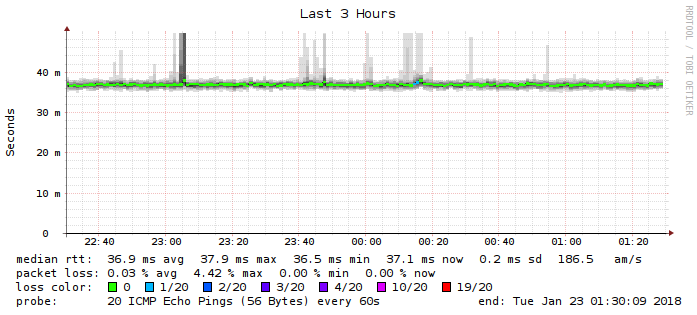 Last 3 Hours
RRDTOOL / TOBI OETIKER
Seconds
40 m
30 m
20 m
10 m
0
22:40 23:00 23:20 23:40 00:00 00:20 00:40 01:00 01:20
median rtt: 36.9 ms avg 37.9 ms max 36.5 ms min 37.1 ms now 0.2 ms sd 186.5 am/s
packet loss: 0.03 % avg 4.42 % max 0.00 % min 0.00 % now
loss color: 0 1/20 2/20 3/20 4/20 10/20 19/20
probe: 20 ICMP Echo Pings (56 Bytes) every 60s end: Tue Jan 23 01:30:09 2018